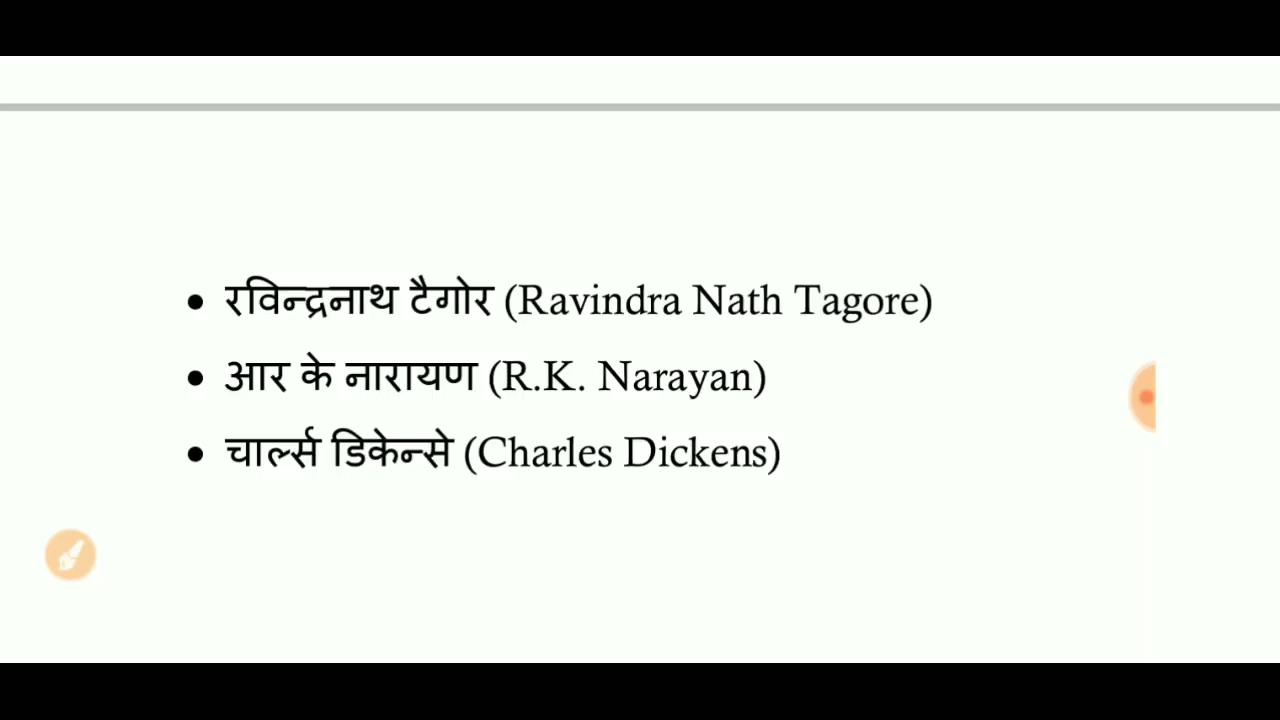 • रविन्द्रनाथ टैगोर (Ravindra Nath Tagore)
• आर के नारायण (R.K. Narayan)
• चार्ल्स डिकेन्से (Charles Dickens)